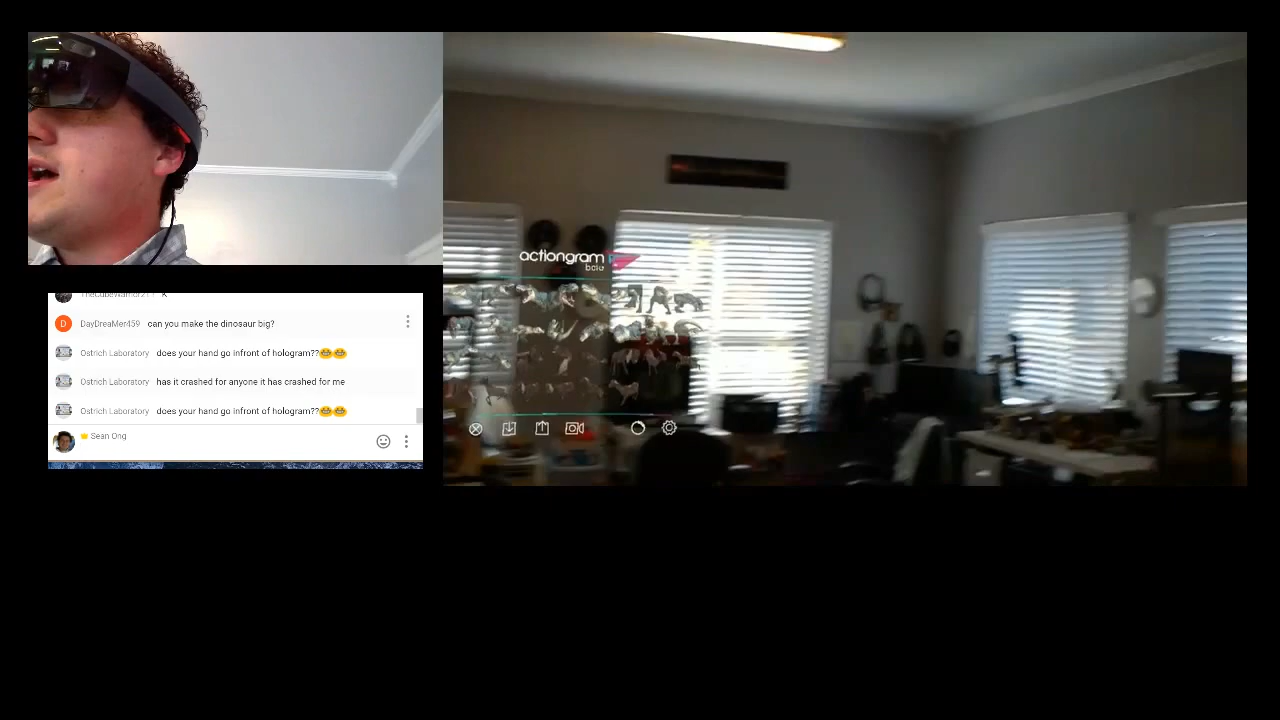 DayDreaMer459 can you make the dinosaur big?
Ostrich Laboratory does your hand go infront of hologram??😂😂
Ostrich Laboratory has it crashed for anyone it has crashed for me
Ostrich Laboratory does your hand go infront of hologram??😂😂
Sean Ong
D
actiongram